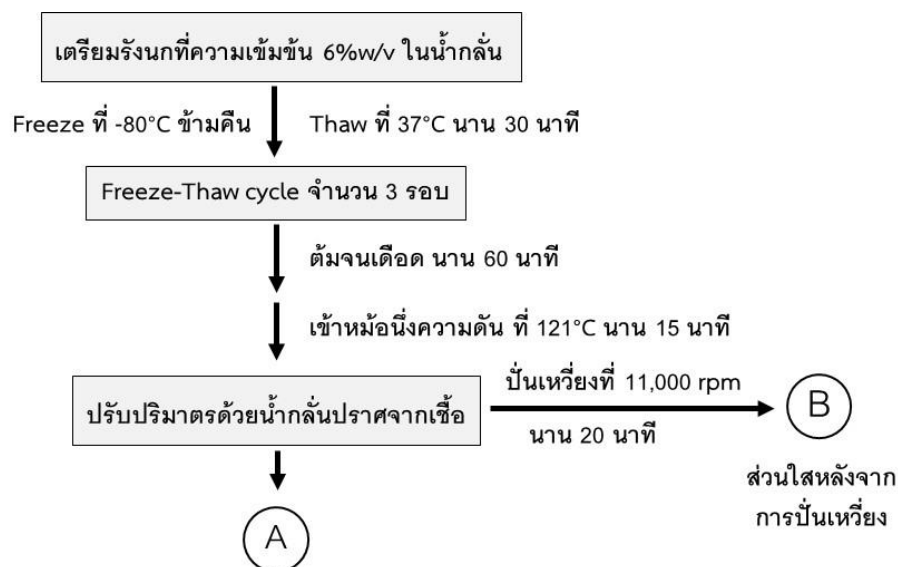 เตรียมรังนกที่ความเข้มข้น 6%w/v ในน้ำกลั่น
Freeze ที่ -80°C ข้ามคืน
Thaw ที่ 37°C นาน 30 นาที
Freeze-Thaw cycle จำนวน 3 รอบ
ต้มจนเดือด นาน 60 นาที
เข้าหม้อนึ่งความดัน ที่ 121°C นาน 15 นาที
ปรับปริมาตรด้วยน้ำกลั่นปราศจากเชื้อ
ปั่นเหวี่ยงที่ 11,000 rpm
นาน 20 นาที
B
ส่วนใสหลังจาก
การปั่นเหวี่ยง
A